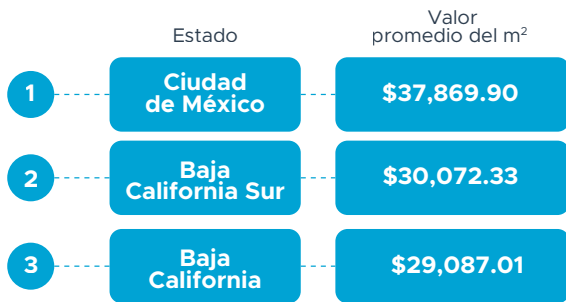 Estado
Valor
promedio del m²
1
Ciudad
de México
$37,869.90
2
Baja
California Sur
$30,072.33
3
Baja
California
$29,087.01